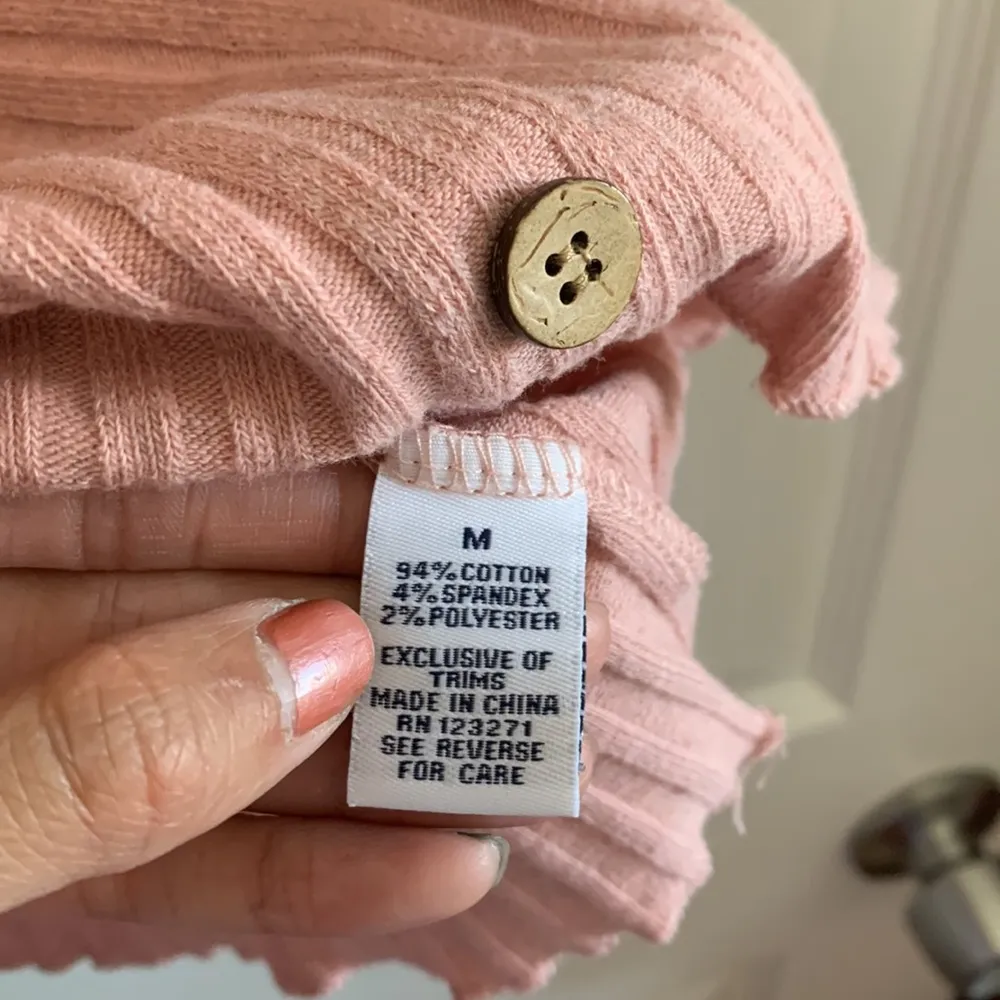 M
94% COTTON
4% SPANDEX
2% POLYESTER
EXCLUSIVE OF
TRIMS
MADE IN CHINA
RN 123271
SEE REVERSE
FOR CARE